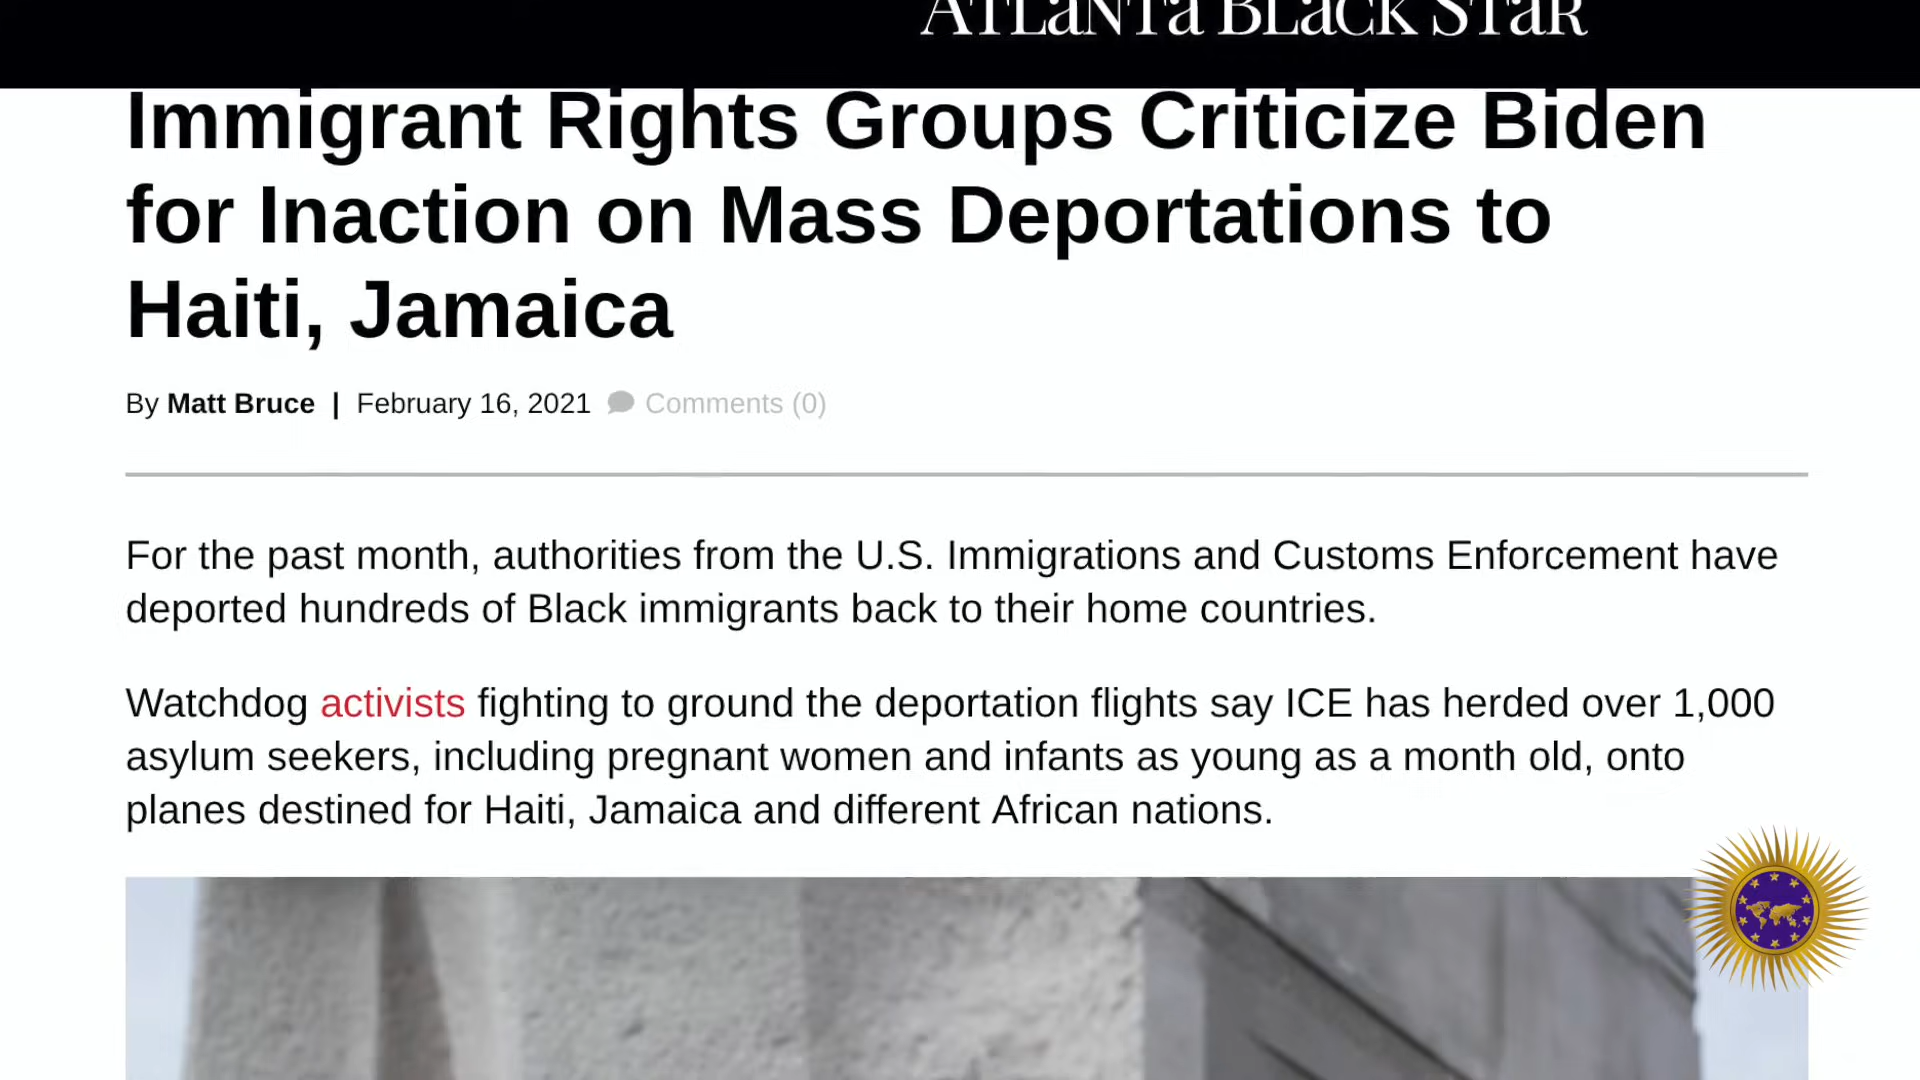 ATLaNTa BLacK STaR
Immigrant Rights Groups Criticize Biden
for Inaction on Mass Deportations to
Haiti, Jamaica
By Matt Bruce | February 16, 2021 Comments (0)
For the past month, authorities from the U.S. Immigrations and Customs Enforcement have
deported hundreds of Black immigrants back to their home countries.
Watchdog activists fighting to ground the deportation flights say ICE has herded over 1,000
asylum seekers, including pregnant women and infants as young as a month old, onto
planes destined for Haiti, Jamaica and different African nations.